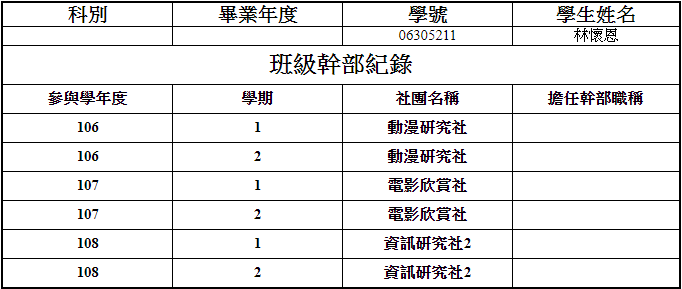 科別 畢業年度 學號 學生姓名
06305211 林懷恩
班級幹部紀錄
參與學年度 學期 社團名稱 擔任幹部職稱
106 1 動漫研究社
106 2 動漫研究社
107 1 電影欣賞社
107 2 電影欣賞社
108 1 資訊研究社2
108 2 資訊研究社2